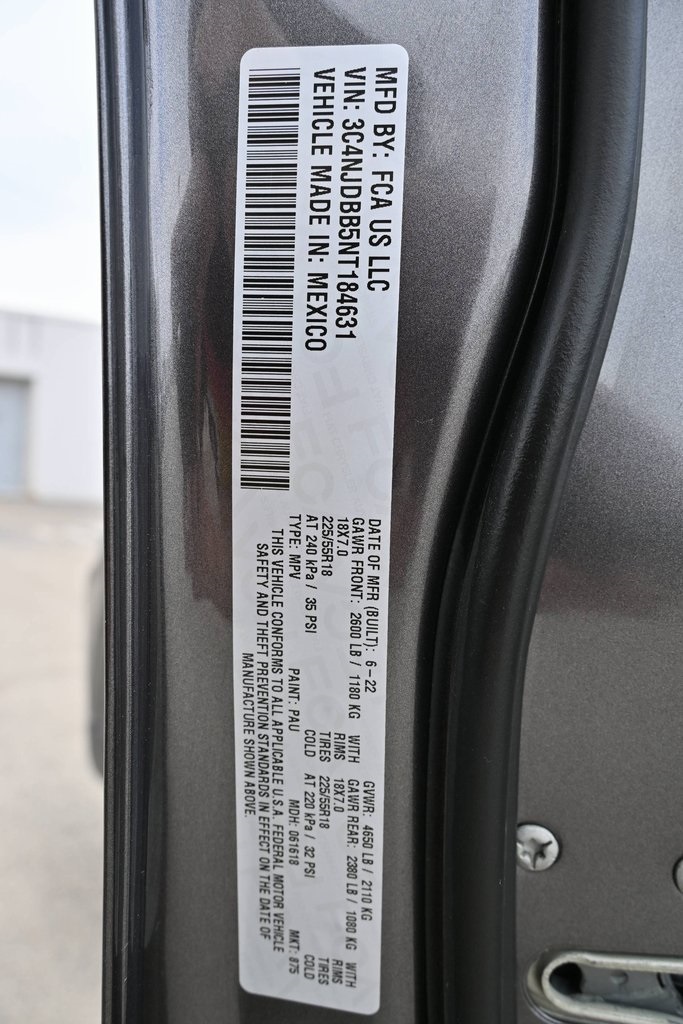 MFD BY: FCA US LLC
VIN: 3C4NJDBB5NT184631
VEHICLE MADE IN: MEXICO
DATE OF MFR (BUILT): 6-22 GVWR: 4650 LB / 2110 KG
GAWR FRONT: 2600 LB / 1180 KG WITH GAWR REAR: 2380 LB / 1080 KG WITH
18X7.0 RIMS 18X7.0 RIMS
225/55R18 TIRES 225/55R18 TIRES
AT 240 kPa / 35 PSI COLD AT 220 kPa / 32 PSI COLD
TYPE: MPV PAINT: PAU MDH: 061618 MKT: 875
THIS VEHICLE CONFORMS TO ALL APPLICABLE U.S.A. FEDERAL MOTOR VEHICLE
SAFETY AND THEFT PREVENTION STANDARDS IN EFFECT ON THE DATE OF
MANUFACTURE SHOWN ABOVE.